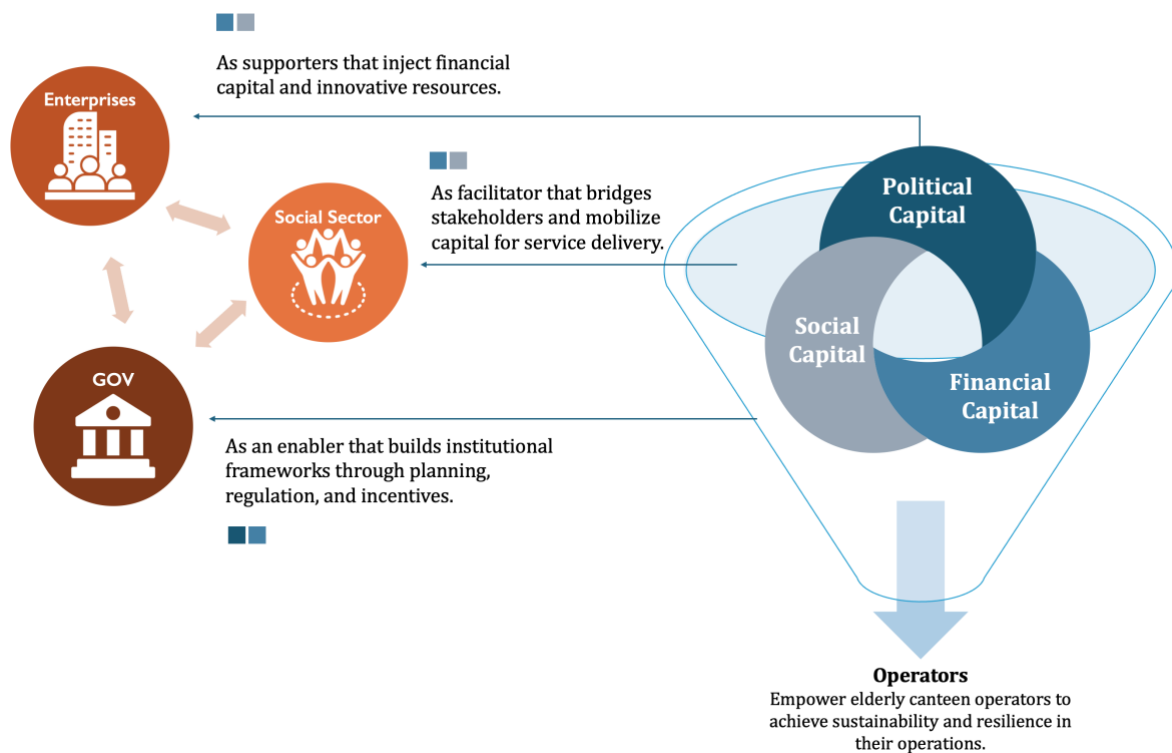 As supporters that inject financial
capital and innovative resources.
Enterprises
As facilitator that bridges
stakeholders and mobilize
capital for service delivery.
Social Sector
Political
Capital
Social
Capital
Financial
Capital
GOV
As an enabler that builds institutional
frameworks through planning,
regulation, and incentives.
Operators
Empower elderly canteen operators to
achieve sustainability and resilience in
their operations.